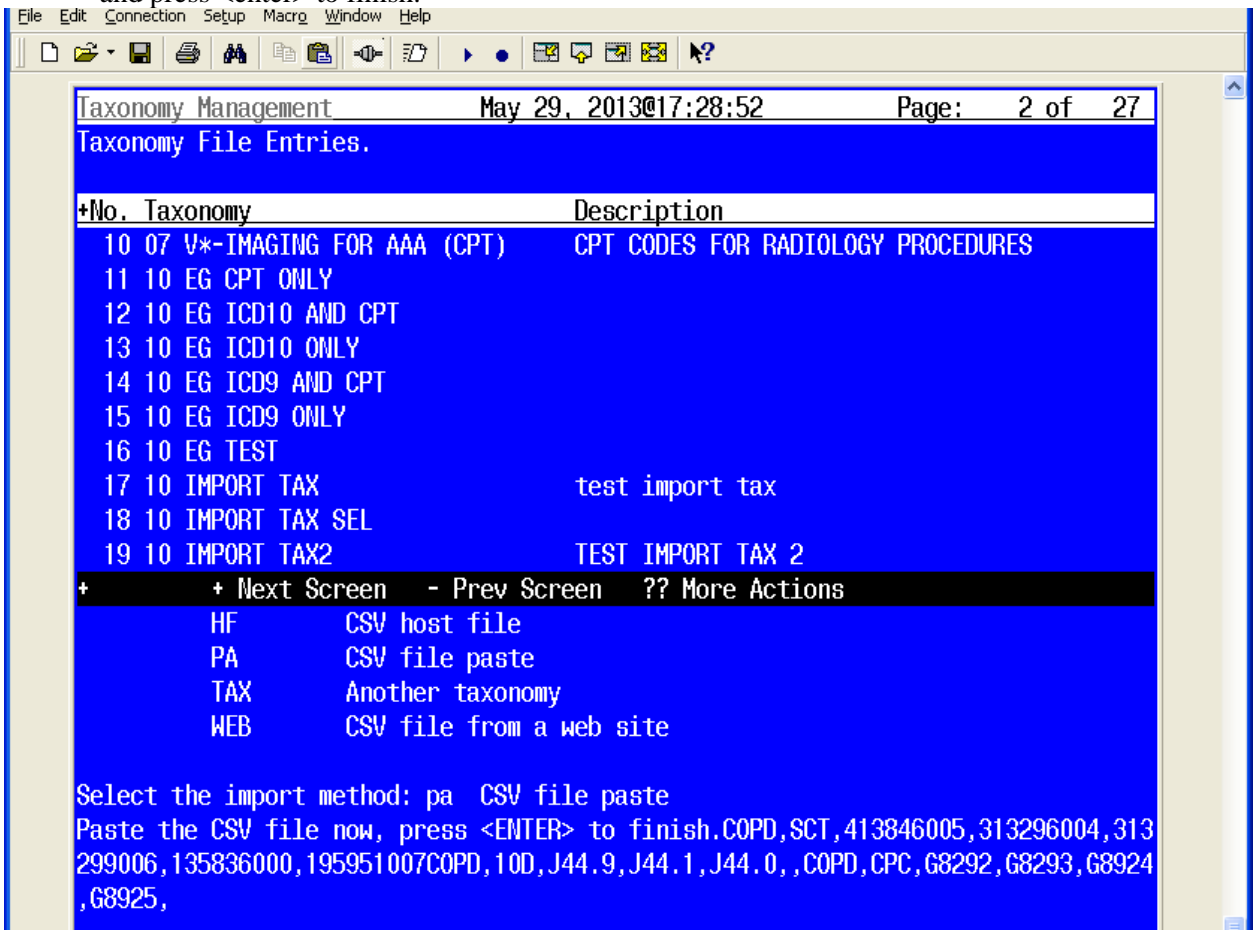 and press <enter> to finish.
File Edit Connection Setup Macro Window Help
Taxonomy Management May 29, 2013@17:28:52 Page: 2 of 27
Taxonomy File Entries.
+No. Taxonomy Description
10 07 V*-IMAGING FOR AAA (CPT) CPT CODES FOR RADIOLOGY PROCEDURES
11 10 EG CPT ONLY
12 10 EG ICD10 AND CPT
13 10 EG ICD10 ONLY
14 10 EG ICD9 AND CPT
15 10 EG ICD9 ONLY
16 10 EG TEST
17 10 IMPORT TAX test import tax
18 10 IMPORT TAX SEL
19 10 IMPORT TAX2 TEST IMPORT TAX 2
+ + Next Screen - Prev Screen ?? More Actions
HF CSV host file
PA CSV file paste
TAX Another taxonomy
WEB CSV file from a web site
Select the import method: pa CSV file paste
Paste the CSV file now, press <ENTER> to finish.COPD,SCT,413846005,313296004,313
299006,135836000,195951007COPD,10D,J44.9,J44.1,J44.0,,COPD,CPC,G8292,G8293,G8924
,G8925,